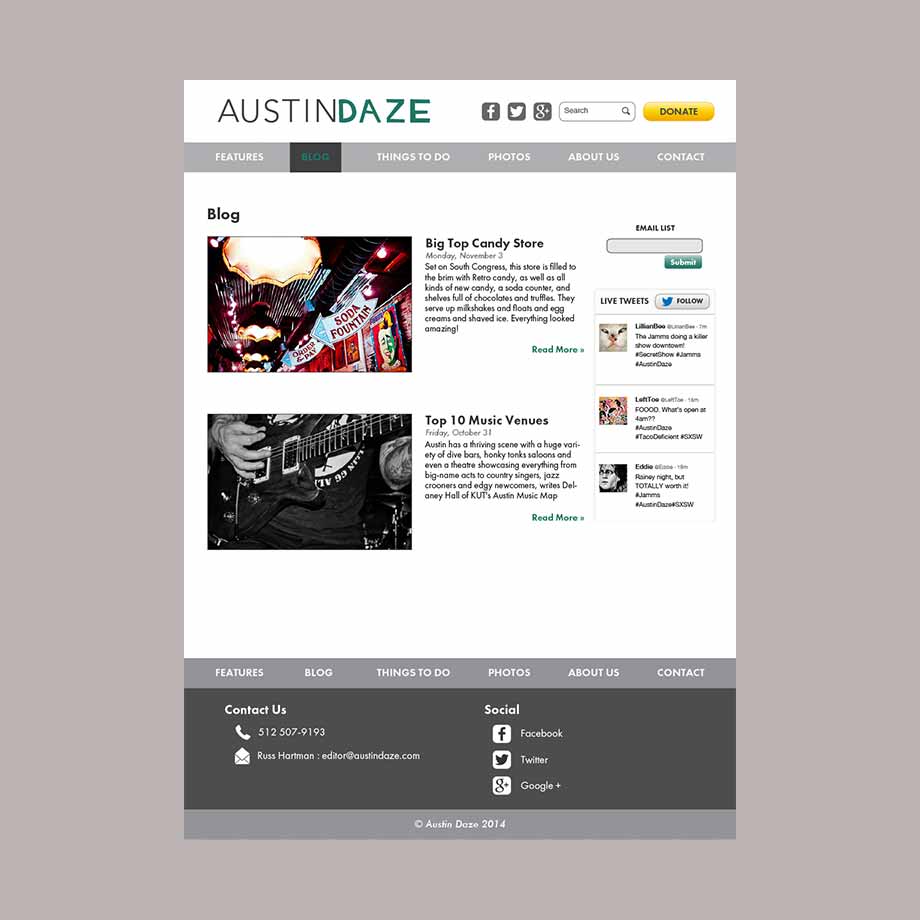 AUSTINDAZE
Search
DONATE
FEATURES BLOG THINGS TO DO PHOTOS ABOUT US CONTACT
Blog
SODA
FOUNTAIN
ORDER
& PAY
Big Top Candy Store
Monday, November 3
Set on South Congress, this store is filled to
the brim with Retro candy, as well as all
kinds of new candy, a soda counter, and
shelves full of chocolates and truffles. They
serve up milkshakes and floats and egg
creams and shaved ice. Everything looked
amazing!
Read More »
Top 10 Music Venues
Friday, October 31
Austin has a thriving scene with a huge vari-
ety of dive bars, honky tonks saloons and
even a theatre showcasing everything from
big-name acts to country singers, jazz
crooners and edgy newcomers, writes Del-
aney Hall of KUT's Austin Music Map
Read More »
EMAIL LIST
Submit
LIVE TWEETS
FOLLOW
LillianBee @LillianBee · 7m
The Jamms doing a killer
show downtown!
#SecretShow #Jamms
#AustinDaze
LeftToe @LeftToe · 16m
FOOOD. What's open at
4am??
#AustinDaze
#TacoDeficient #SXSW
Eddie @Eddie · 19m
Rainey night, but
TOTALLY worth it!
#Jamms
#AustinDaze#SXSW
FEATURES BLOG THINGS TO DO PHOTOS ABOUT US CONTACT
Contact Us
512 507-9193
Russ Hartman : editor@austindaze.com
Social
Facebook
Twitter
Google +
© Austin Daze 2014